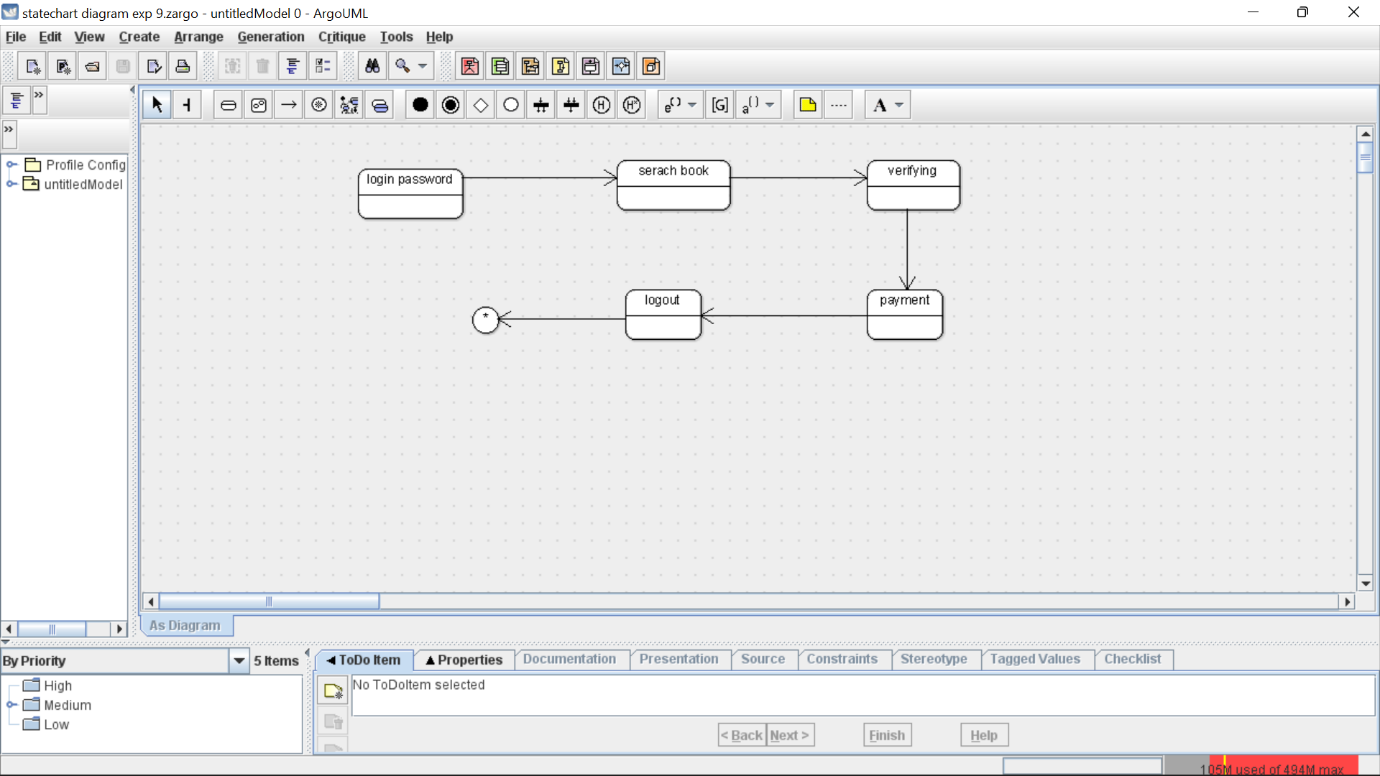 statechart diagram exp 9.zargo - untitledModel 0 - ArgoUML
File Edit View Create Arrange Generation Critique Tools Help
»
»
Profile Config
untitledModel
[G]
e()
a()
H
H*
A
login password
serach book
verifying
logout
payment
*
As Diagram
By Priority
5 Items
High
Medium
Low
ToDo Item
Properties
Documentation
Presentation
Source
Constraints
Stereotype
Tagged Values
Checklist
No ToDoItem selected
< Back
Next >
Finish
Help
105M used of 494M max